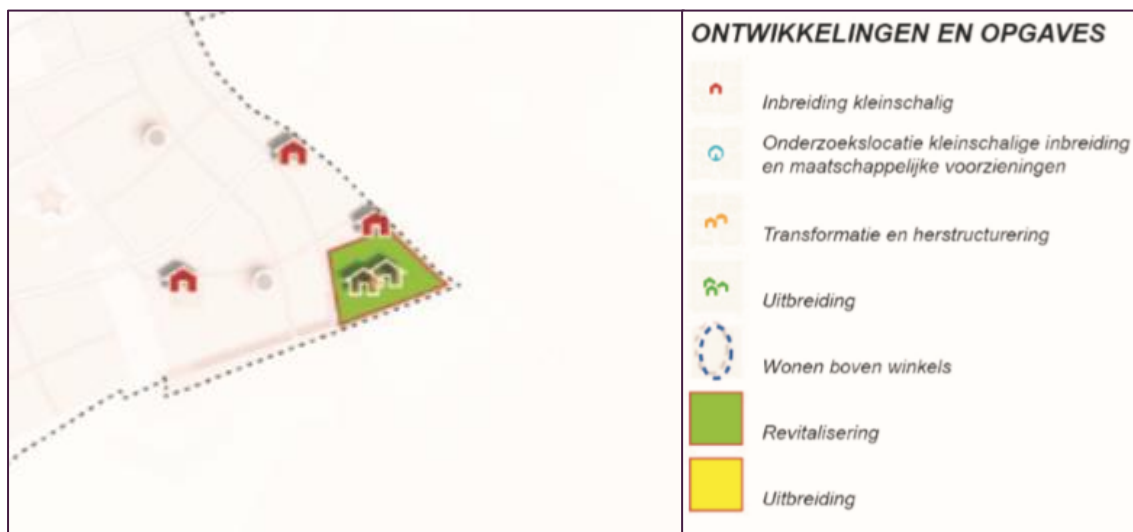 ONTWIKKELINGEN EN OPGAVES
Inbreiding kleinschalig
Onderzoekslocatie kleinschalige inbreiding
en maatschappelijke voorzieningen
Transformatie en herstructurering
Uitbreiding
Wonen boven winkels
Revitalisering
Uitbreiding